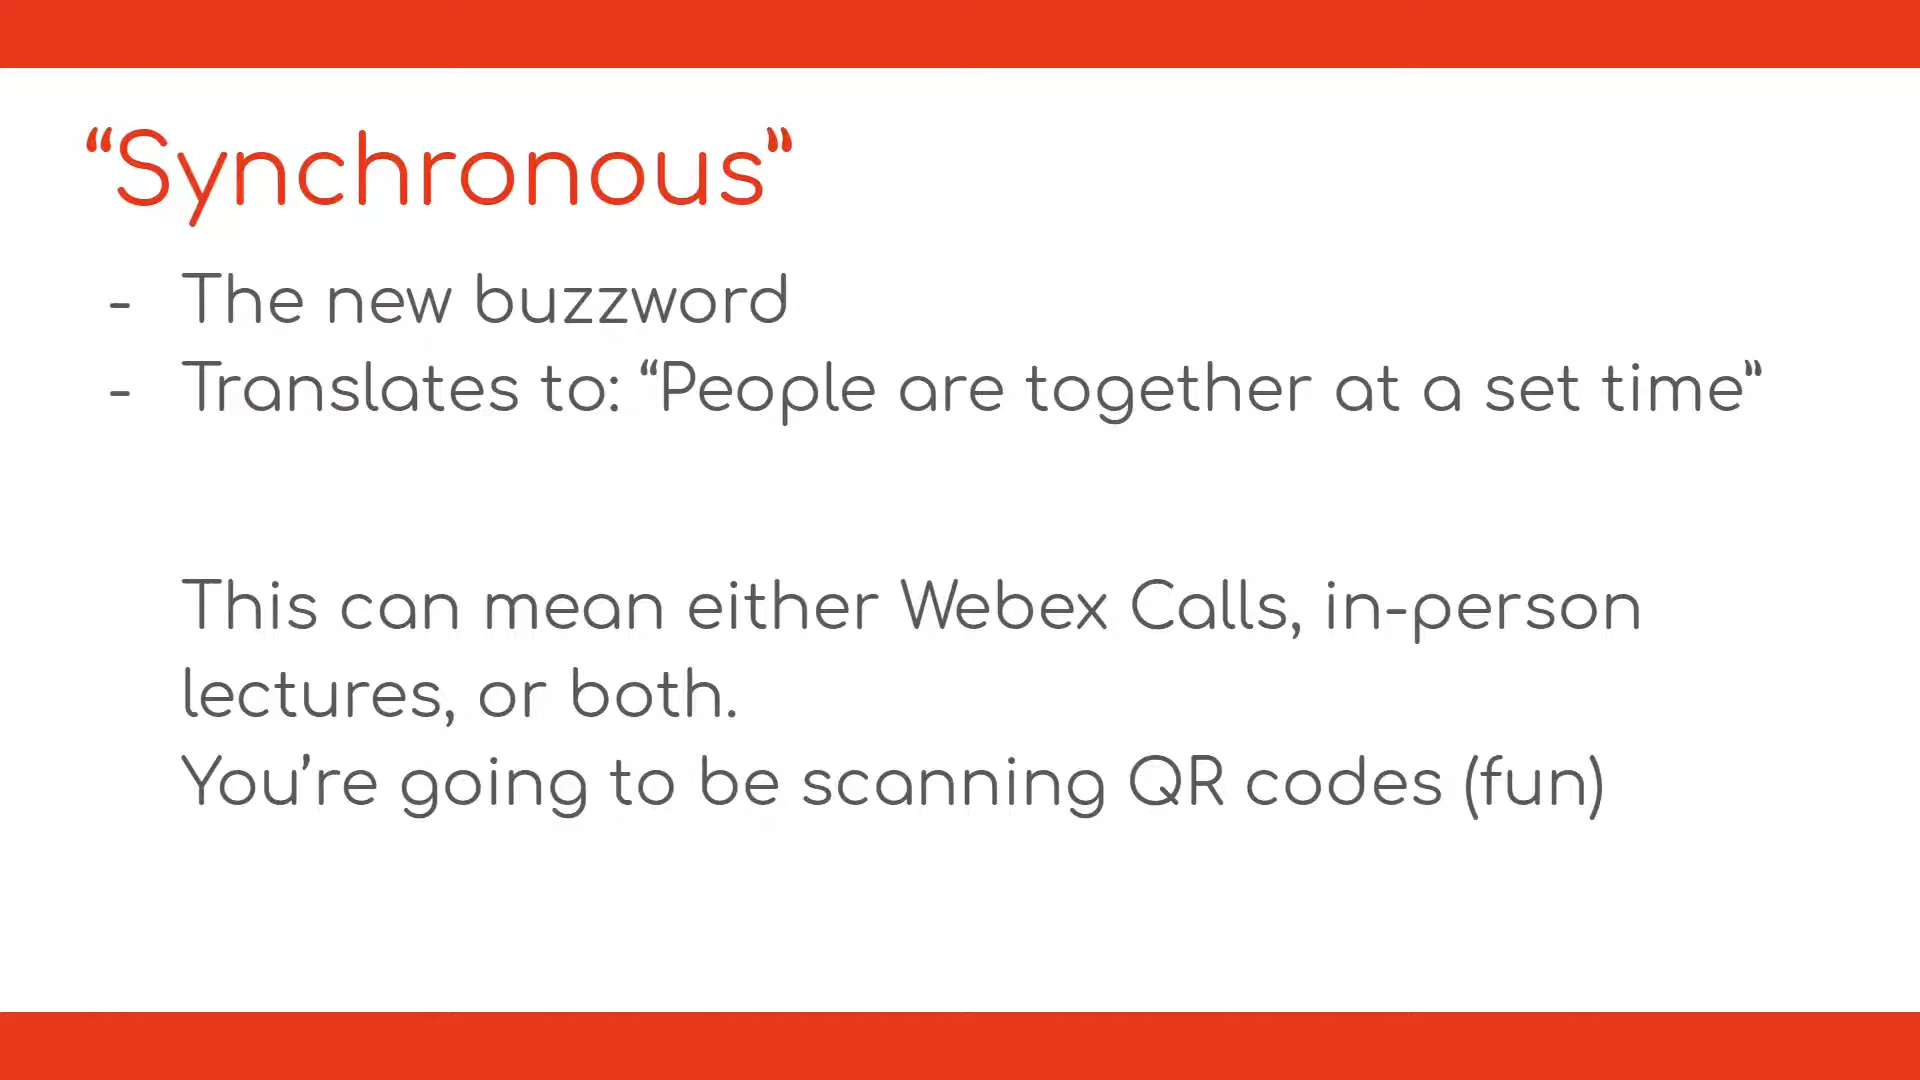 “Synchronous“
- The new buzzword
- Translates to: “People are together at a set time”
This can mean either Webex Calls, in-person
lectures, or both.
You’re going to be scanning QR codes (fun)